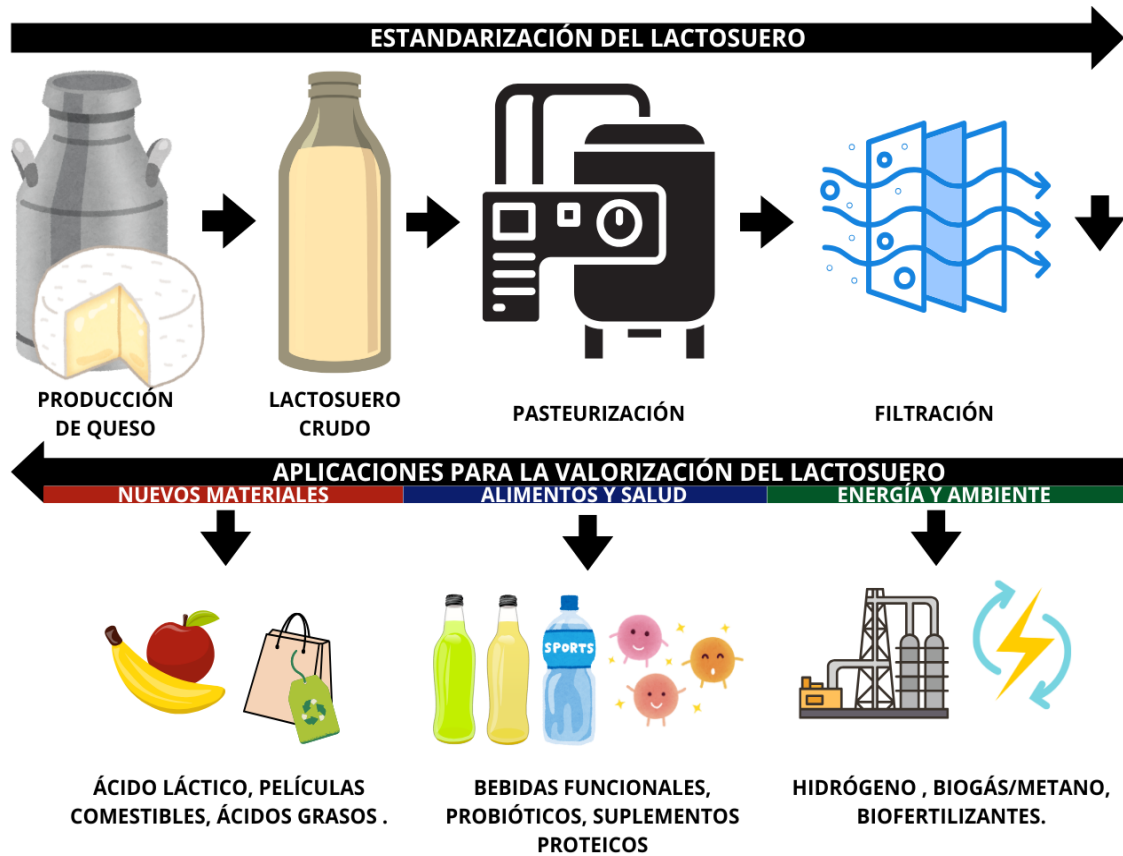 ESTANDARIZACIÓN DEL LACTOSUERO
PRODUCCIÓN
DE QUESO
LACTOSUERO
CRUDO
PASTEURIZACIÓN
FILTRACIÓN
APLICACIONES PARA LA VALORIZACIÓN DEL LACTOSUERO
NUEVOS MATERIALES
ALIMENTOS Y SALUD
ENERGÍA Y AMBIENTE
SPORTS
ÁCIDO LÁCTICO, PELÍCULAS
COMESTIBLES, ÁCIDOS GRASOS .
BEBIDAS FUNCIONALES,
PROBIÓTICOS, SUPLEMENTOS
PROTEICOS
HIDRÓGENO , BIOGÁS/METANO,
BIOFERTILIZANTES.